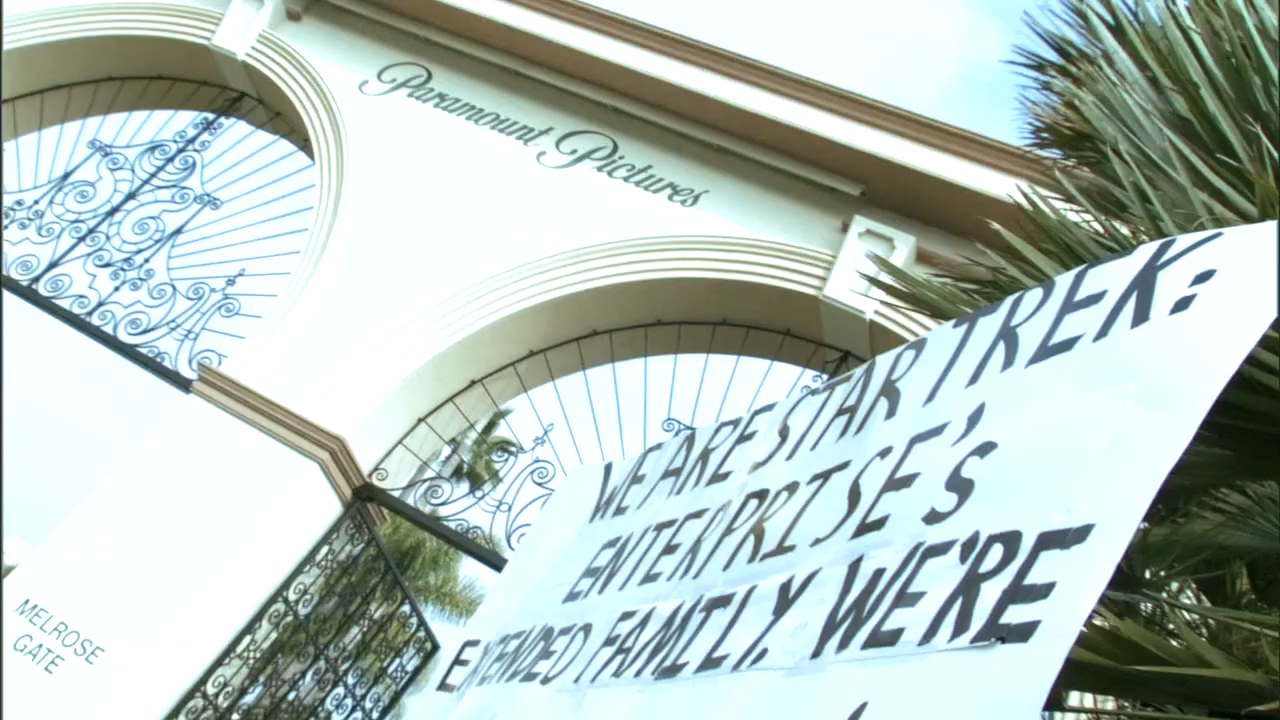 Paramount Pictures
WE ARE STAR TREK:
ENTERPRISE'S
EXTENDED FAMILY. WE'RE
MELROSE
GATE